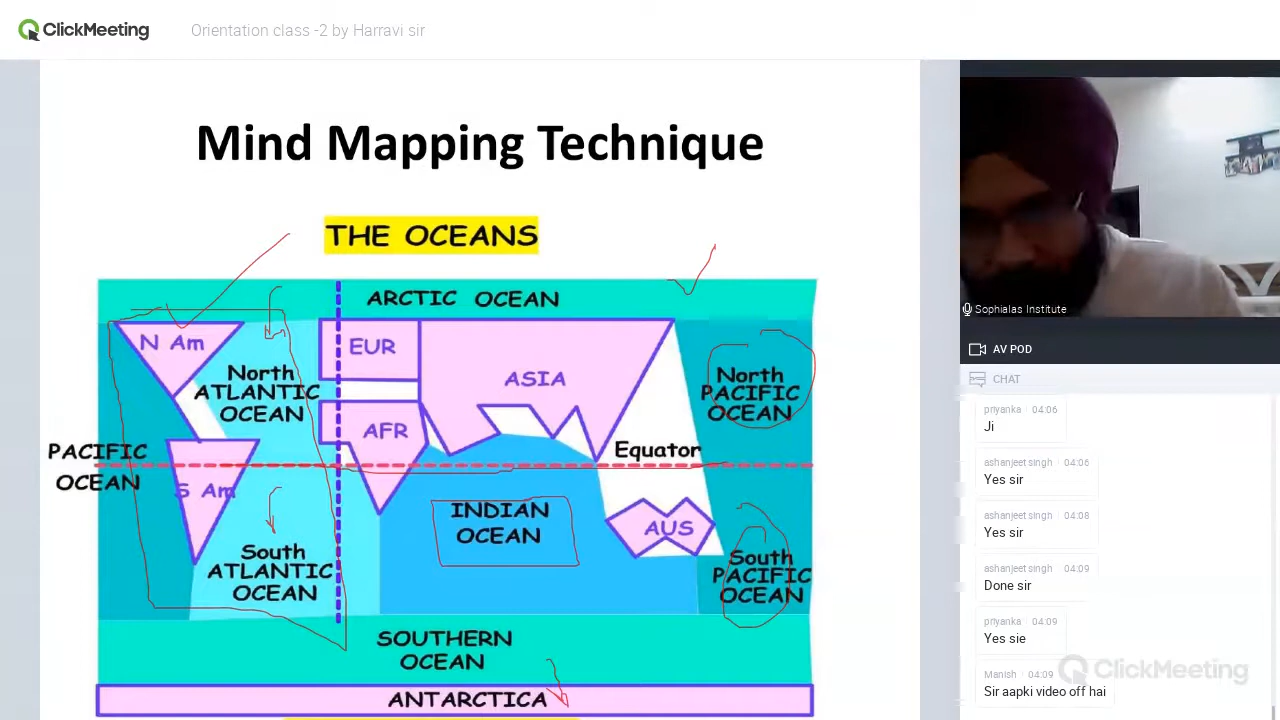 ClickMeeting
Orientation class -2 by Harravi sir
Mind Mapping Technique
THE OCEANS
ARCTIC OCEAN
N Am
EUR
ASIA
North
ATLANTIC
OCEAN
North
PACIFIC
OCEAN
AFR
PACIFIC
OCEAN
Equator
S Am
INDIAN
OCEAN
AUS
South
ATLANTIC
OCEAN
South
PACIFIC
OCEAN
SOUTHERN
OCEAN
ANTARCTICA
Sophialas Institute
AV POD
CHAT
priyanka · 04:06
Ji
ashanjeet singh · 04:06
Yes sir
ashanjeet singh · 04:08
Yes sir
ashanjeet singh · 04:09
Done sir
priyanka · 04:09
Yes sie
Manish · 04:09
Sir aapki video off hai
ClickMeeting